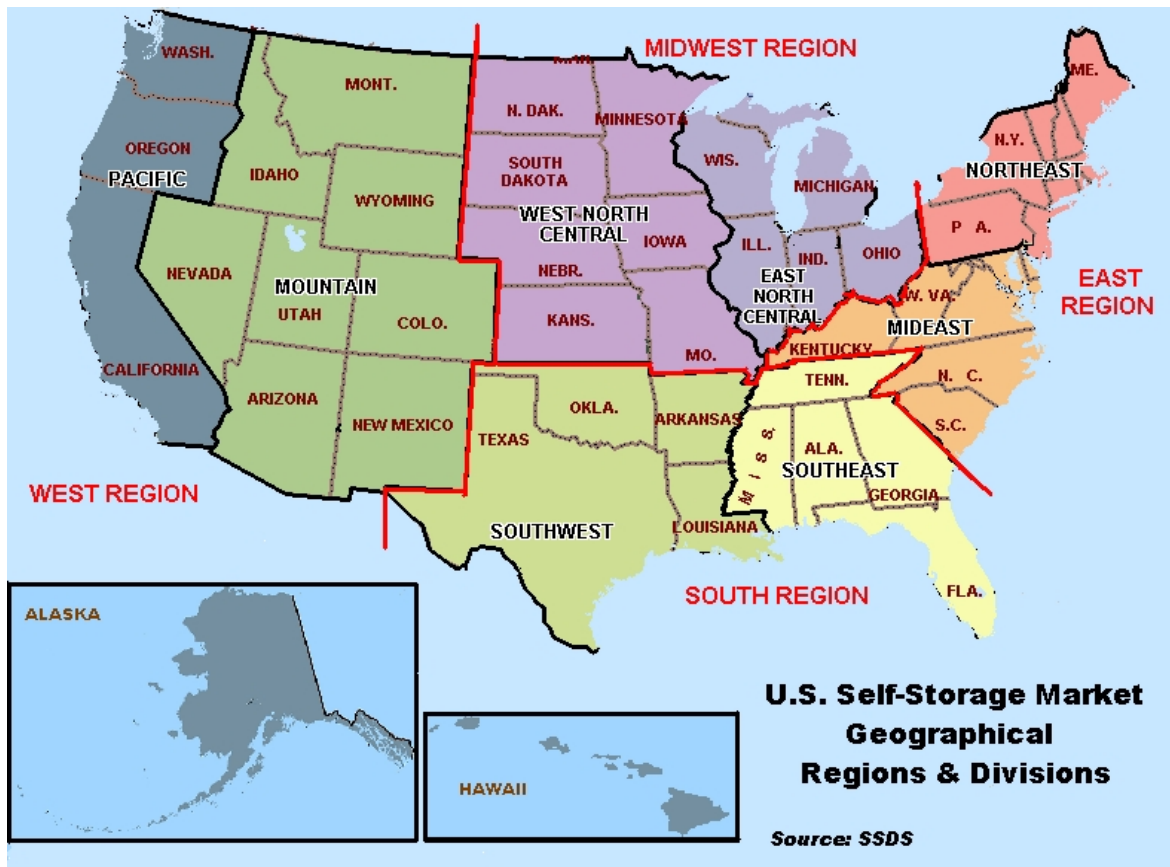 MIDWEST REGION
WASH.
ME.
MONT.
N. DAK.
MINNESOTA
N.Y.
OREGON
PACIFIC
IDAHO
SOUTH
DAKOTA
WIS.
MICHIGAN
NORTHEAST
WYOMING
WEST NORTH
CENTRAL
P A.
IOWA
ILL.
IND.
OHIO
NEVADA
NEBR.
EAST
NORTH
CENTRAL
EAST
REGION
MOUNTAIN
UTAH
COLO.
KANS.
W. VA.
MIDEAST
CALIFORNIA
MO.
KENTUCKY
ARIZONA
NEW MEXICO
OKLA.
TENN.
N. C.
TEXAS
ARKANSAS
S.C.
MISS.
ALA.
SOUTHEAST
GEORGIA
WEST REGION
SOUTHWEST
LOUISIANA
SOUTH REGION
FLA.
ALASKA
HAWAII
U.S. Self-Storage Market
Geographical
Regions & Divisions
Source: SSDS